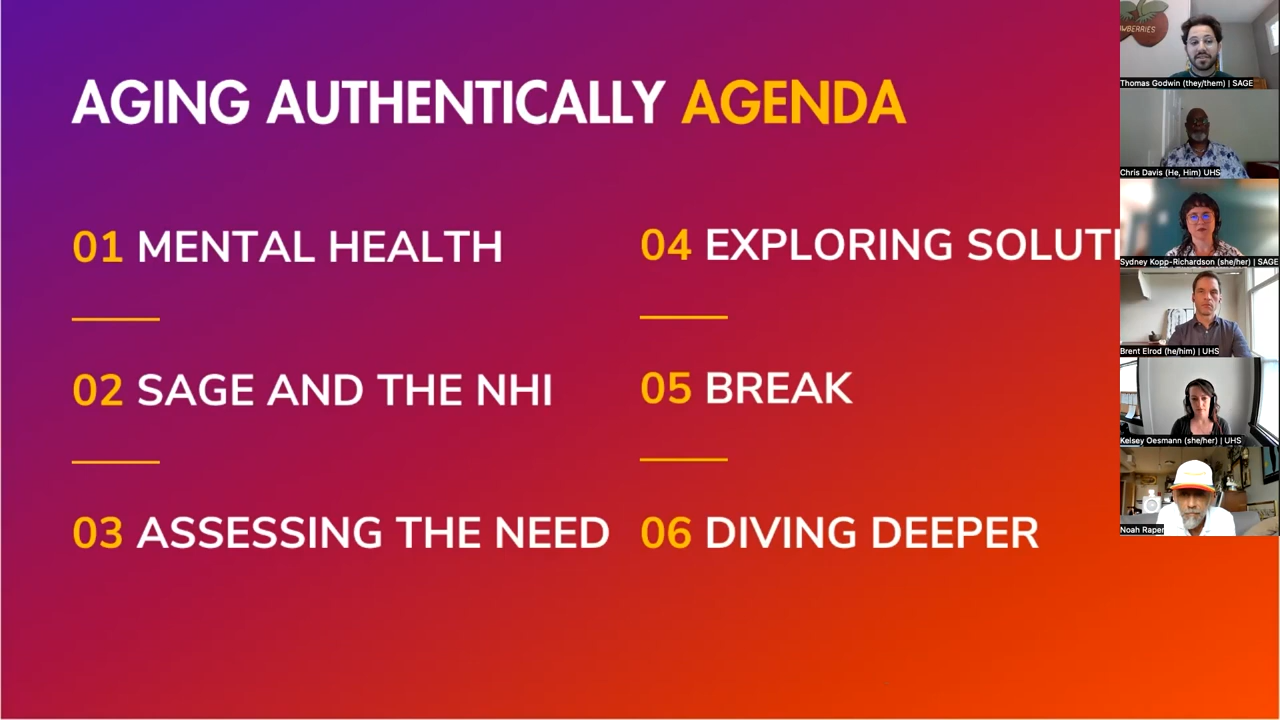 AGING AUTHENTICALLY AGENDA
01 MENTAL HEALTH
02 SAGE AND THE NHI
03 ASSESSING THE NEED
04 EXPLORING SOLUTI
05 BREAK
06 DIVING DEEPER
WBERRIES
Thomas Godwin (they/them) | SAGE
Chris Davis (He, Him) UHS
Sydney Kopp-Richardson (she/her) | SAGE
Brent Elrod (he/him) | UHS
Kelsey Oesmann (she/her) | UHS
Noah Raper